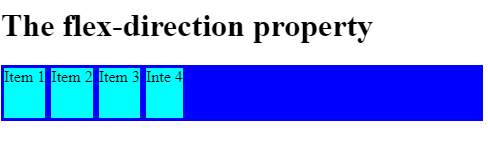 The flex-direction property
Item 1 Item 2 Item 3 Inte 4